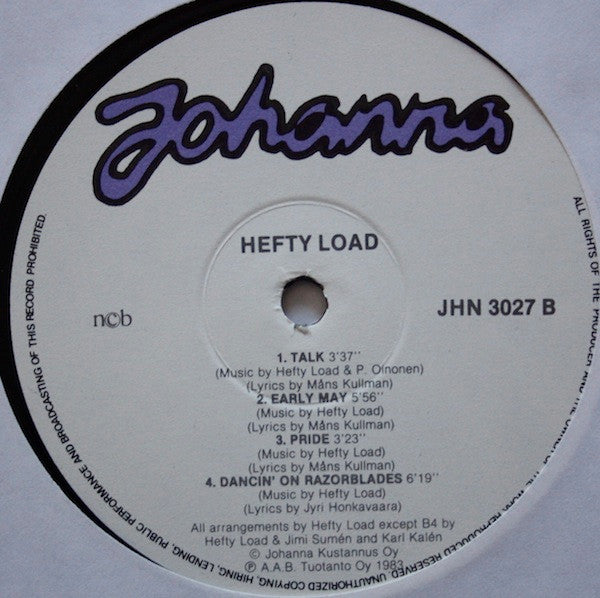 Johanna
HEFTY LOAD
ncb
JHN 3027 B
1. TALK 3'37''
(Music by Hefty Load & P. Oinonen)
(Lyrics by Måns Kullman)
2. EARLY MAY 5'56''
(Music by Hefty Load)
(Lyrics by Måns Kullman)
3. PRIDE 3'23''
(Music by Hefty Load)
(Lyrics by Måns Kullman)
4. DANCIN' ON RAZORBLADES 6'19''
(Music by Hefty Load)
(Lyrics by Jyri Honkavaara)
All arrangements by Hefty Load except B4 by
Hefty Load & Jimi Sumén and Karl Kalén
© Johanna Kustannus Oy
℗ A.A.B. Tuotanto Oy 1983
ALL RIGHTS OF THE PRODUCER AND THE OWNER OF THE WORK REPRODUCED RESERVED. UNAUTHORIZED COPYING, HIRING, LENDING, PUBLIC PERFORMANCE AND BROADCASTING OF THIS RECORD PROHIBITED.